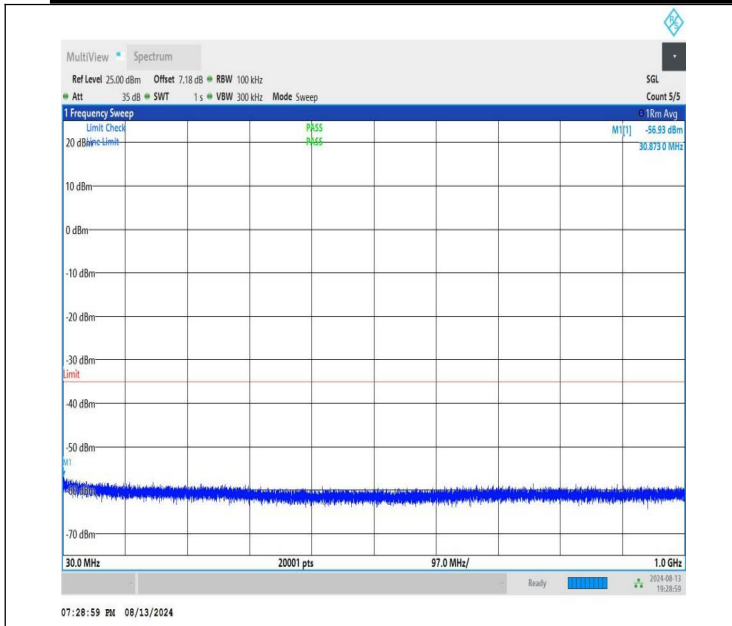 MultiView Spectrum
Ref Level 25.00 dBm Offset 7.18 dB RBW 100 kHz SGL
Att 35 dB SWT 1 s VBW 300 kHz Mode Sweep Count 5/5
1 Frequency Sweep 1Rm Avg
Limit Check PASS M1[1] -56.93 dBm
20 dBm Line Limit PASS 30.873 0 MHz
10 dBm
0 dBm
-10 dBm
-20 dBm
-30 dBm
Limit
-40 dBm
-50 dBm
M1
-70 dBm
30.0 MHz 20001 pts 97.0 MHz/ 1.0 GHz
Ready 2024-08-13
19:28:59
07:28:59 PM 08/13/2024